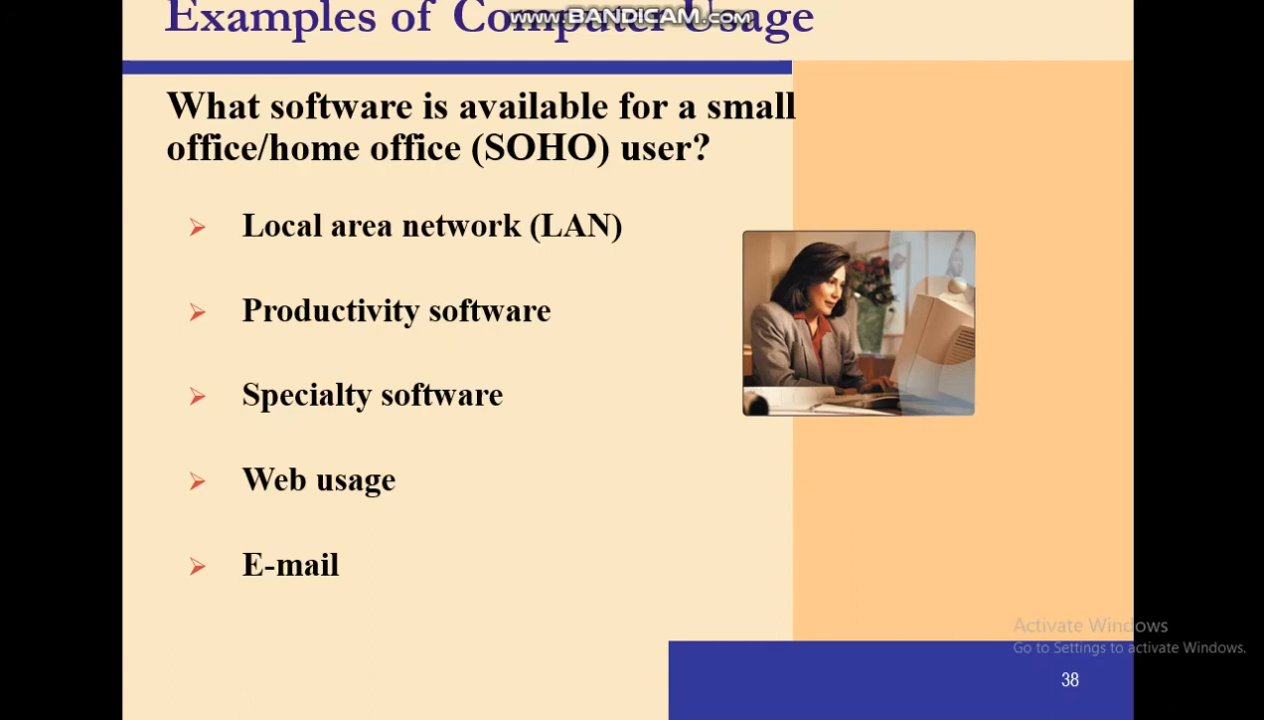 Examples of Computer Usage
www.BANDICAM.com
What software is available for a small
office/home office (SOHO) user?
Local area network (LAN)
Productivity software
Specialty software
Web usage
E-mail
Activate Windows
Go to Settings to activate Windows.
38